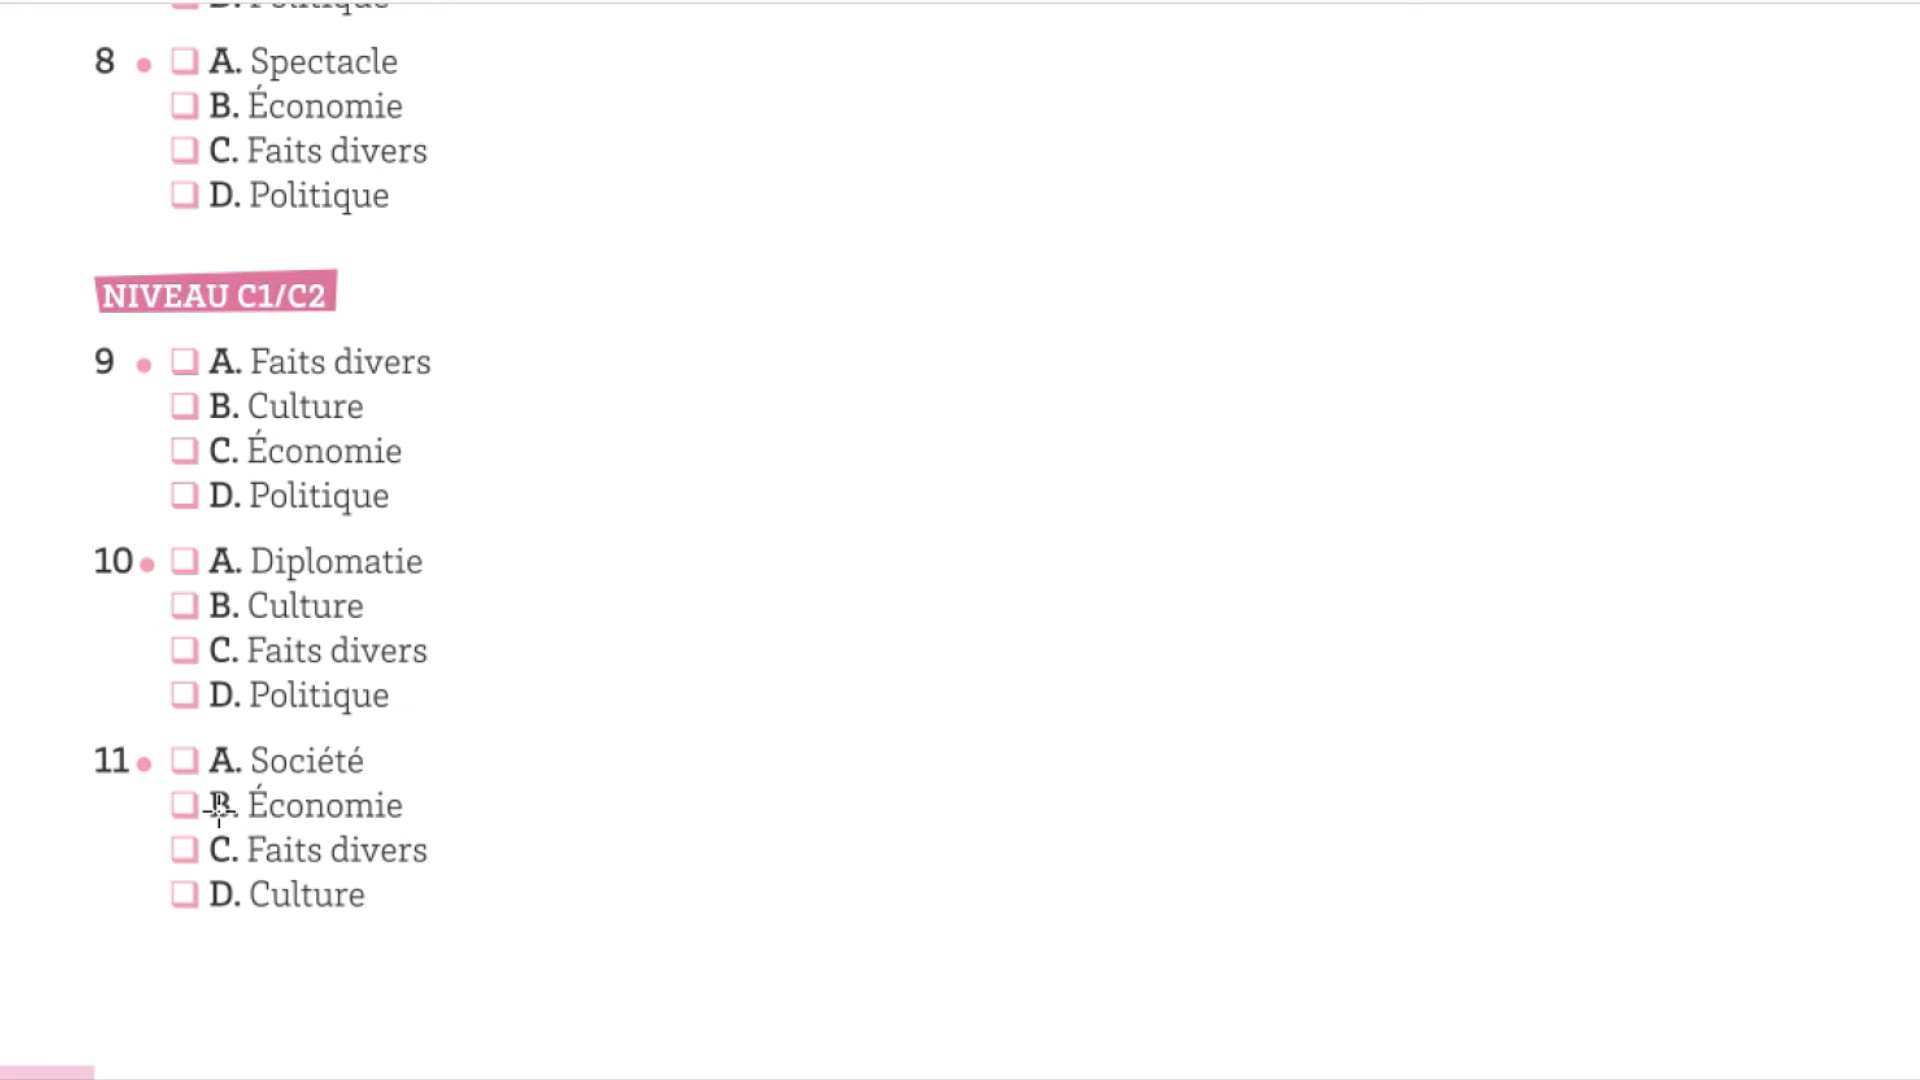 D. Politique
8 • ❑ A. Spectacle
❑ B. Économie
❑ C. Faits divers
❑ D. Politique
NIVEAU C1/C2
9 • ❑ A. Faits divers
❑ B. Culture
❑ C. Économie
❑ D. Politique
10 • ❑ A. Diplomatie
❑ B. Culture
❑ C. Faits divers
❑ D. Politique
11 • ❑ A. Société
❑ B. Économie
❑ C. Faits divers
❑ D. Culture